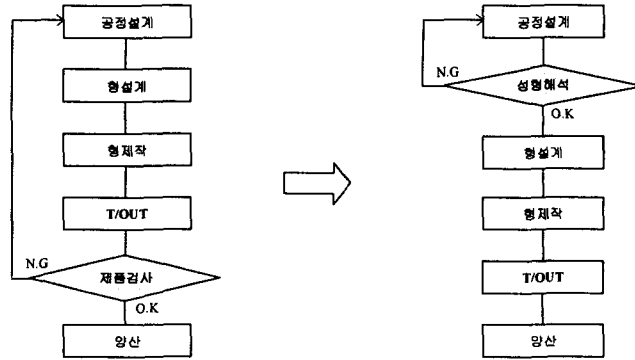 공정설계
형설계
형제작
T/OUT
N.G
제품검사
O.K
양산
공정설계
N.G
성형해석
O.K
형설계
형제작
T/OUT
양산